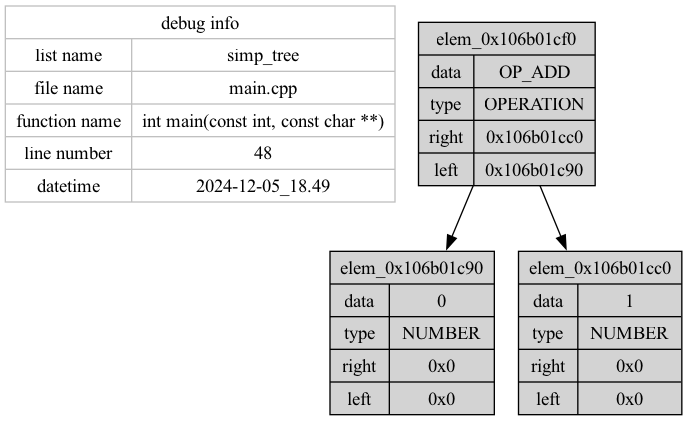 debug info
list name simp_tree
file name main.cpp
function name int main(const int, const char **)
line number 48
datetime 2024-12-05_18.49
elem_0x106b01cf0
data OP_ADD
type OPERATION
right 0x106b01cc0
left 0x106b01c90
elem_0x106b01c90
data 0
type NUMBER
right 0x0
left 0x0
elem_0x106b01cc0
data 1
type NUMBER
right 0x0
left 0x0